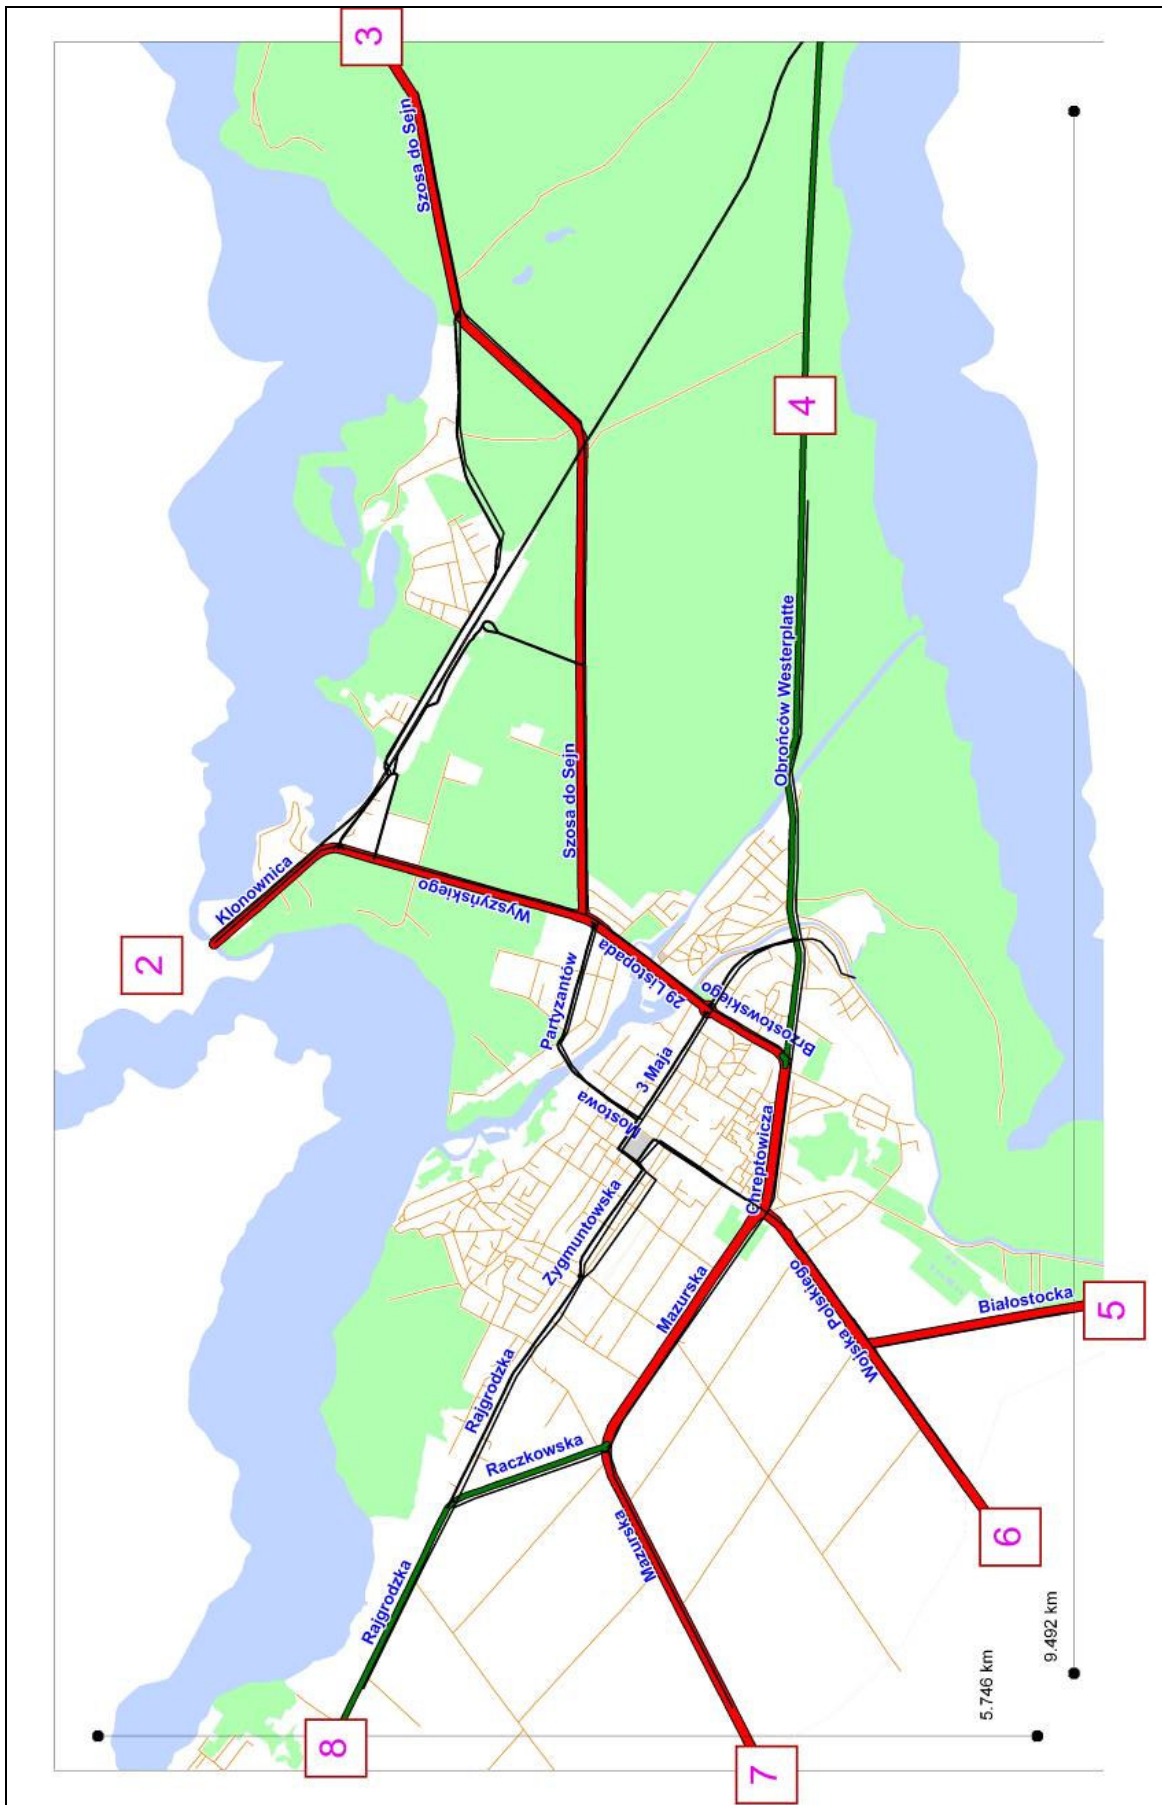 3
Szosa do Sejn
4
Obrońców Westerplatte
Szosa do Sejn
Klonownica
2
Wyszyńskiego
29 Listopada
Partyzantów
Brzostowskiego
3 Maja
Mostowa
Chreptowicza
Zygmuntowska
Mazurska
Wojska Polskiego
Białostocka
5
Rajgrodzka
Raczkowska
Mazurska
6
Rajgrodzka
8
7
5.746 km
9.492 km